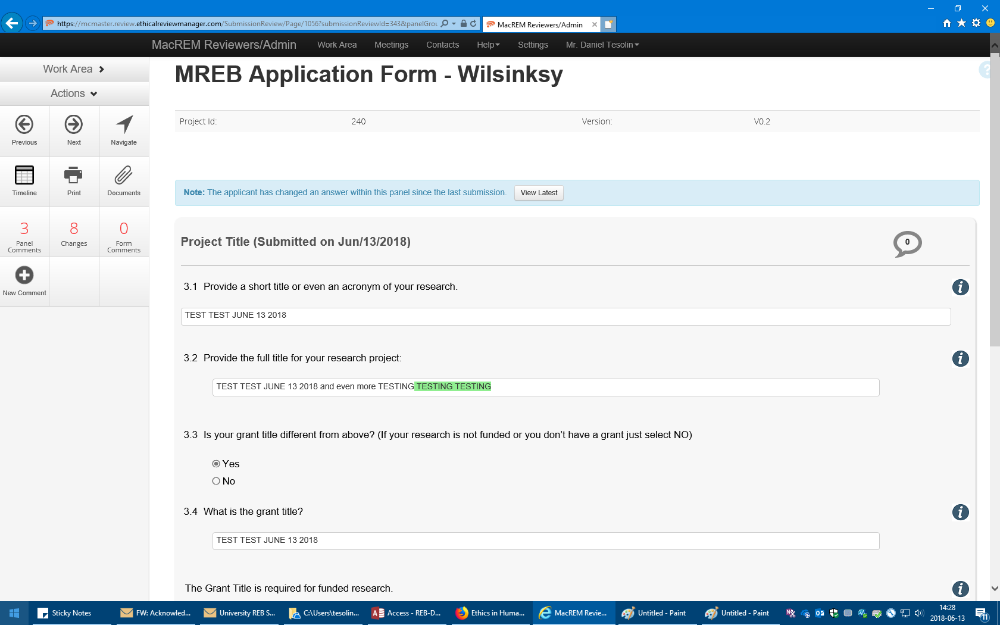 https://mcmaster.review.ethicalreviewmanager.com/SubmissionReview/Page/1056?submissionReviewId=343&panelGrou
MacREM Reviewers/Admin
MacREM Reviewers/Admin
Work Area
Meetings
Contacts
Help
Settings
Mr. Daniel Tesolin
Work Area
Actions
Previous
Next
Navigate
Timeline
Print
Documents
3
Panel
Comments
8
Changes
0
Form
Comments
New Comment
MREB Application Form - Wilsinksy
?
Project Id:
240
Version:
V0.2
Note: The applicant has changed an answer within this panel since the last submission.
View Latest
Project Title (Submitted on Jun/13/2018)
0
3.1 Provide a short title or even an acronym of your research.
i
TEST TEST JUNE 13 2018
3.2 Provide the full title for your research project:
i
TEST TEST JUNE 13 2018 and even more TESTING TESTING TESTING
3.3 Is your grant title different from above? (If your research is not funded or you don’t have a grant just select NO)
Yes
No
3.4 What is the grant title?
i
TEST TEST JUNE 13 2018
The Grant Title is required for funded research.
i
Sticky Notes
FW: Acknowled...
University REB S...
C:\Users\tesolin...
Access - REB-D...
Ethics in Huma...
MacREM Revie...
Untitled - Paint
Untitled - Paint
14:28
2018-06-13
11